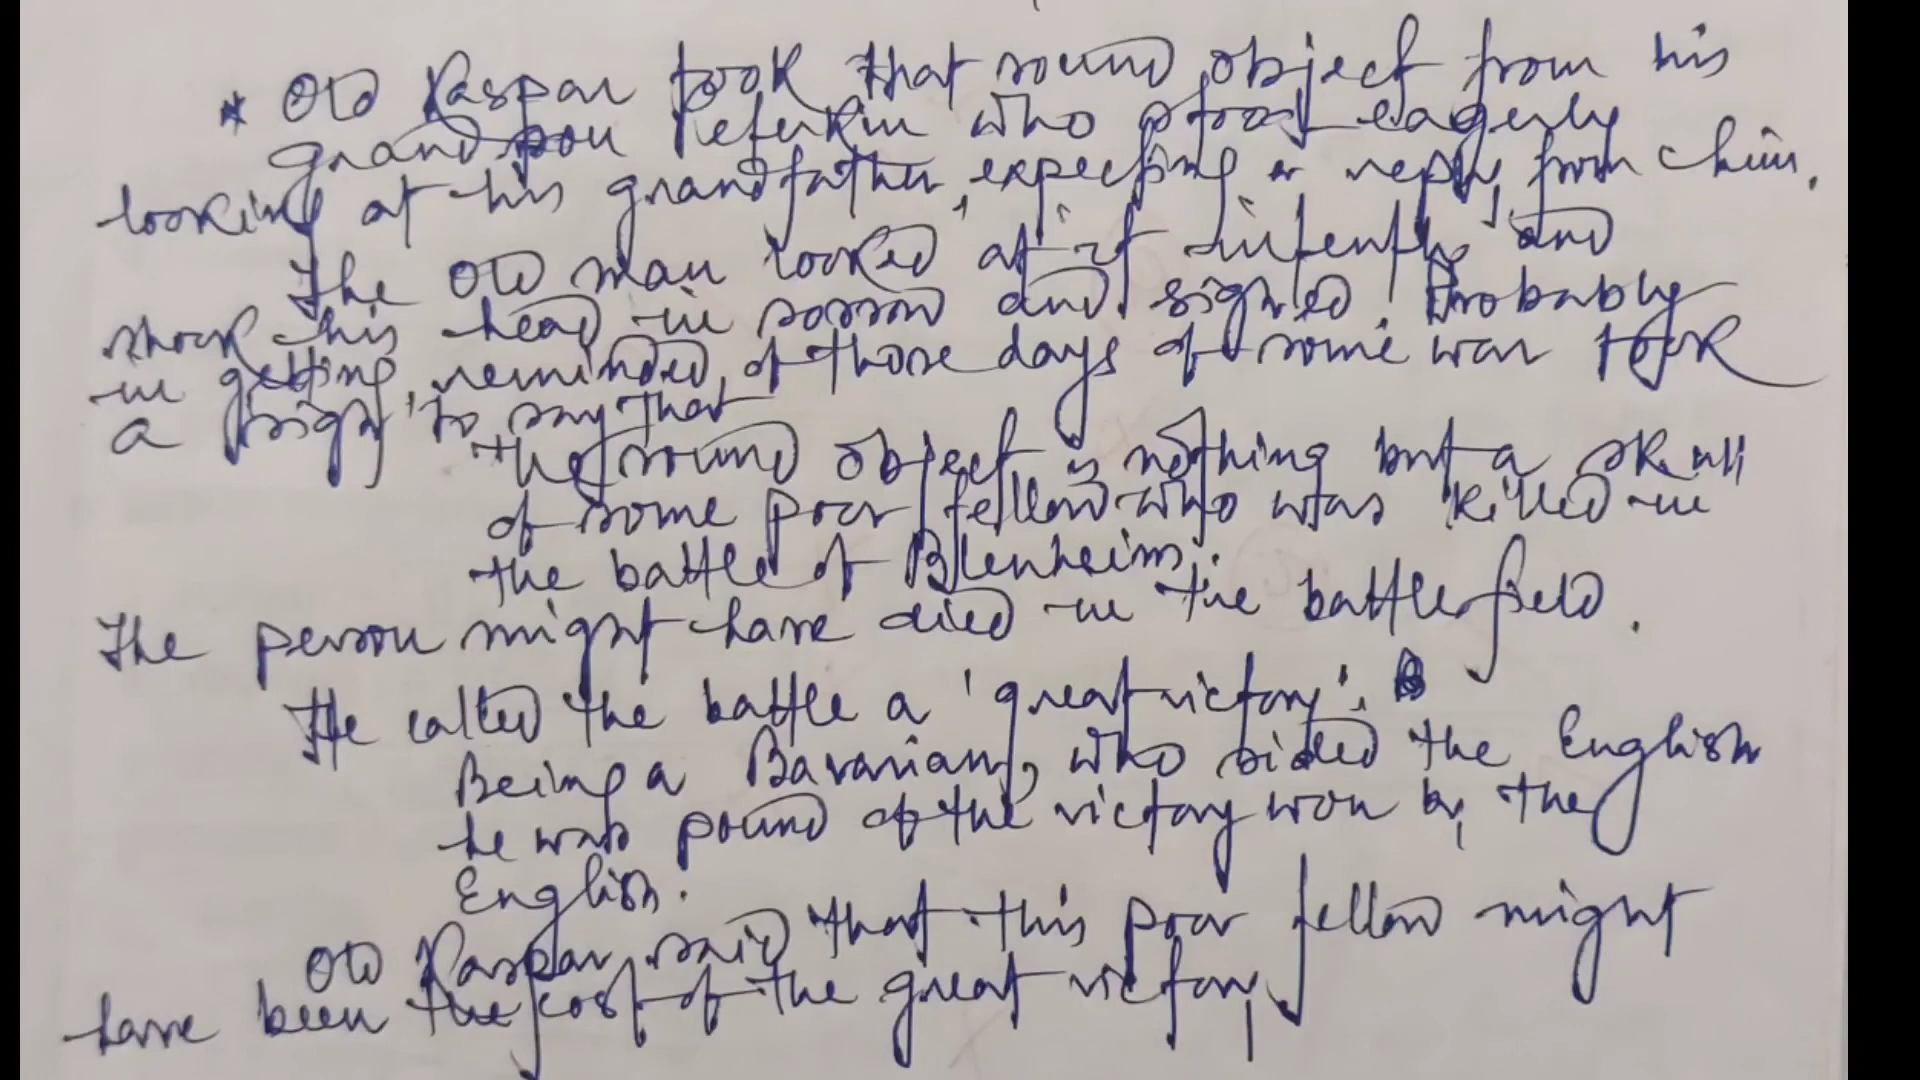 * Old Kaspar took that round object from his
grand son Peterkin who stood eagerly
looking at his grandfather, expecting a reply from him.
The Old man looked at it intently and
shook his head in sorrow and sighed. Probably
in getting reminded of those days of some war took
a sigh to say that
the round object is nothing but a skull
of some poor fellow who was killed in
the battle of Blenheim.
The person might have died in the battlefield.
He called the battle a 'great victory'.
Being a Bavarian, who sided the English
he was pound of the victory won by the
English.
Old Kaspar said that this poor fellow might
have been the cost of the great victory